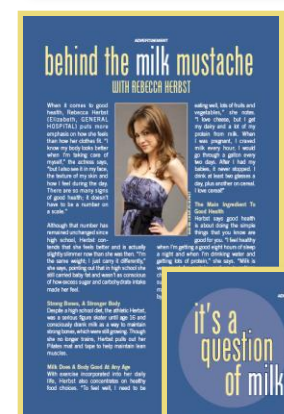 ADVERTISEMENT
behind the milk mustache
WITH REBECCA HERBST
When it comes to good
health, Rebecca Herbst
(Elizabeth, GENERAL
HOSPITAL) puts more
emphasis on how she feels
than how her clothes fit. "I
know my body looks better
when I'm taking care of
myself," the actress says,
"but I also see it in my face,
the texture of my skin and
how I feel during the day.
There are so many signs
of good health; it doesn't
have to be a number on
a scale."
Although that number has
remained unchanged since
high school, Herbst con-
tends that she feels better and is actually
slightly slimmer now than she was then. "I'm
the same weight, I just carry it differently,"
she says, pointing out that in high school she
still carried baby fat and wasn't as conscious
of how excess sugar and carbohydrate intake
made her feel.
Strong Bones, A Stronger Body
Despite a high school diet, the athletic Herbst,
was a serious figure skater until age 16 and
consciously drank milk as a way to maintain
strong bones, which were still growing. Though
she no longer trains, Herbst pulls out her
Pilates mat and tape to help maintain lean
muscles.
Milk Does A Body Good At Any Age
With exercise incorporated into her daily
life, Herbst also concentrates on healthy
food choices. "To feel well, I need to be
eating well, lots of fruits and
vegetables," she notes.
"I love cheese, but I get
my dairy and a lot of my
protein from milk. When
I was pregnant, I craved
milk every hour. I would
go through a gallon every
two days. After I had my
babies, it never stopped. I
drink at least two glasses a
day, plus another on cereal.
I love cereal!"
The Main Ingredient To
Good Health
Herbst says good health
is about doing the simple
things that you know are
good for you. "I feel healthy
when I'm getting a good eight hours of sleep
a night and when I'm drinking water and
getting lots of protein," she says. "Milk is
it's a
question
of milk